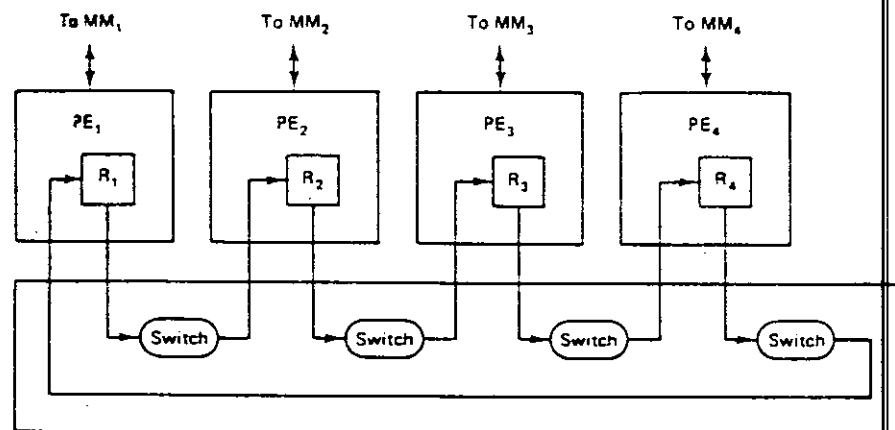 To MM₁ To MM₂ To MM₃ To MM₄
PE₁ PE₂ PE₃ PE₄
R₁ R₂ R₃ R₄
Switch Switch Switch Switch